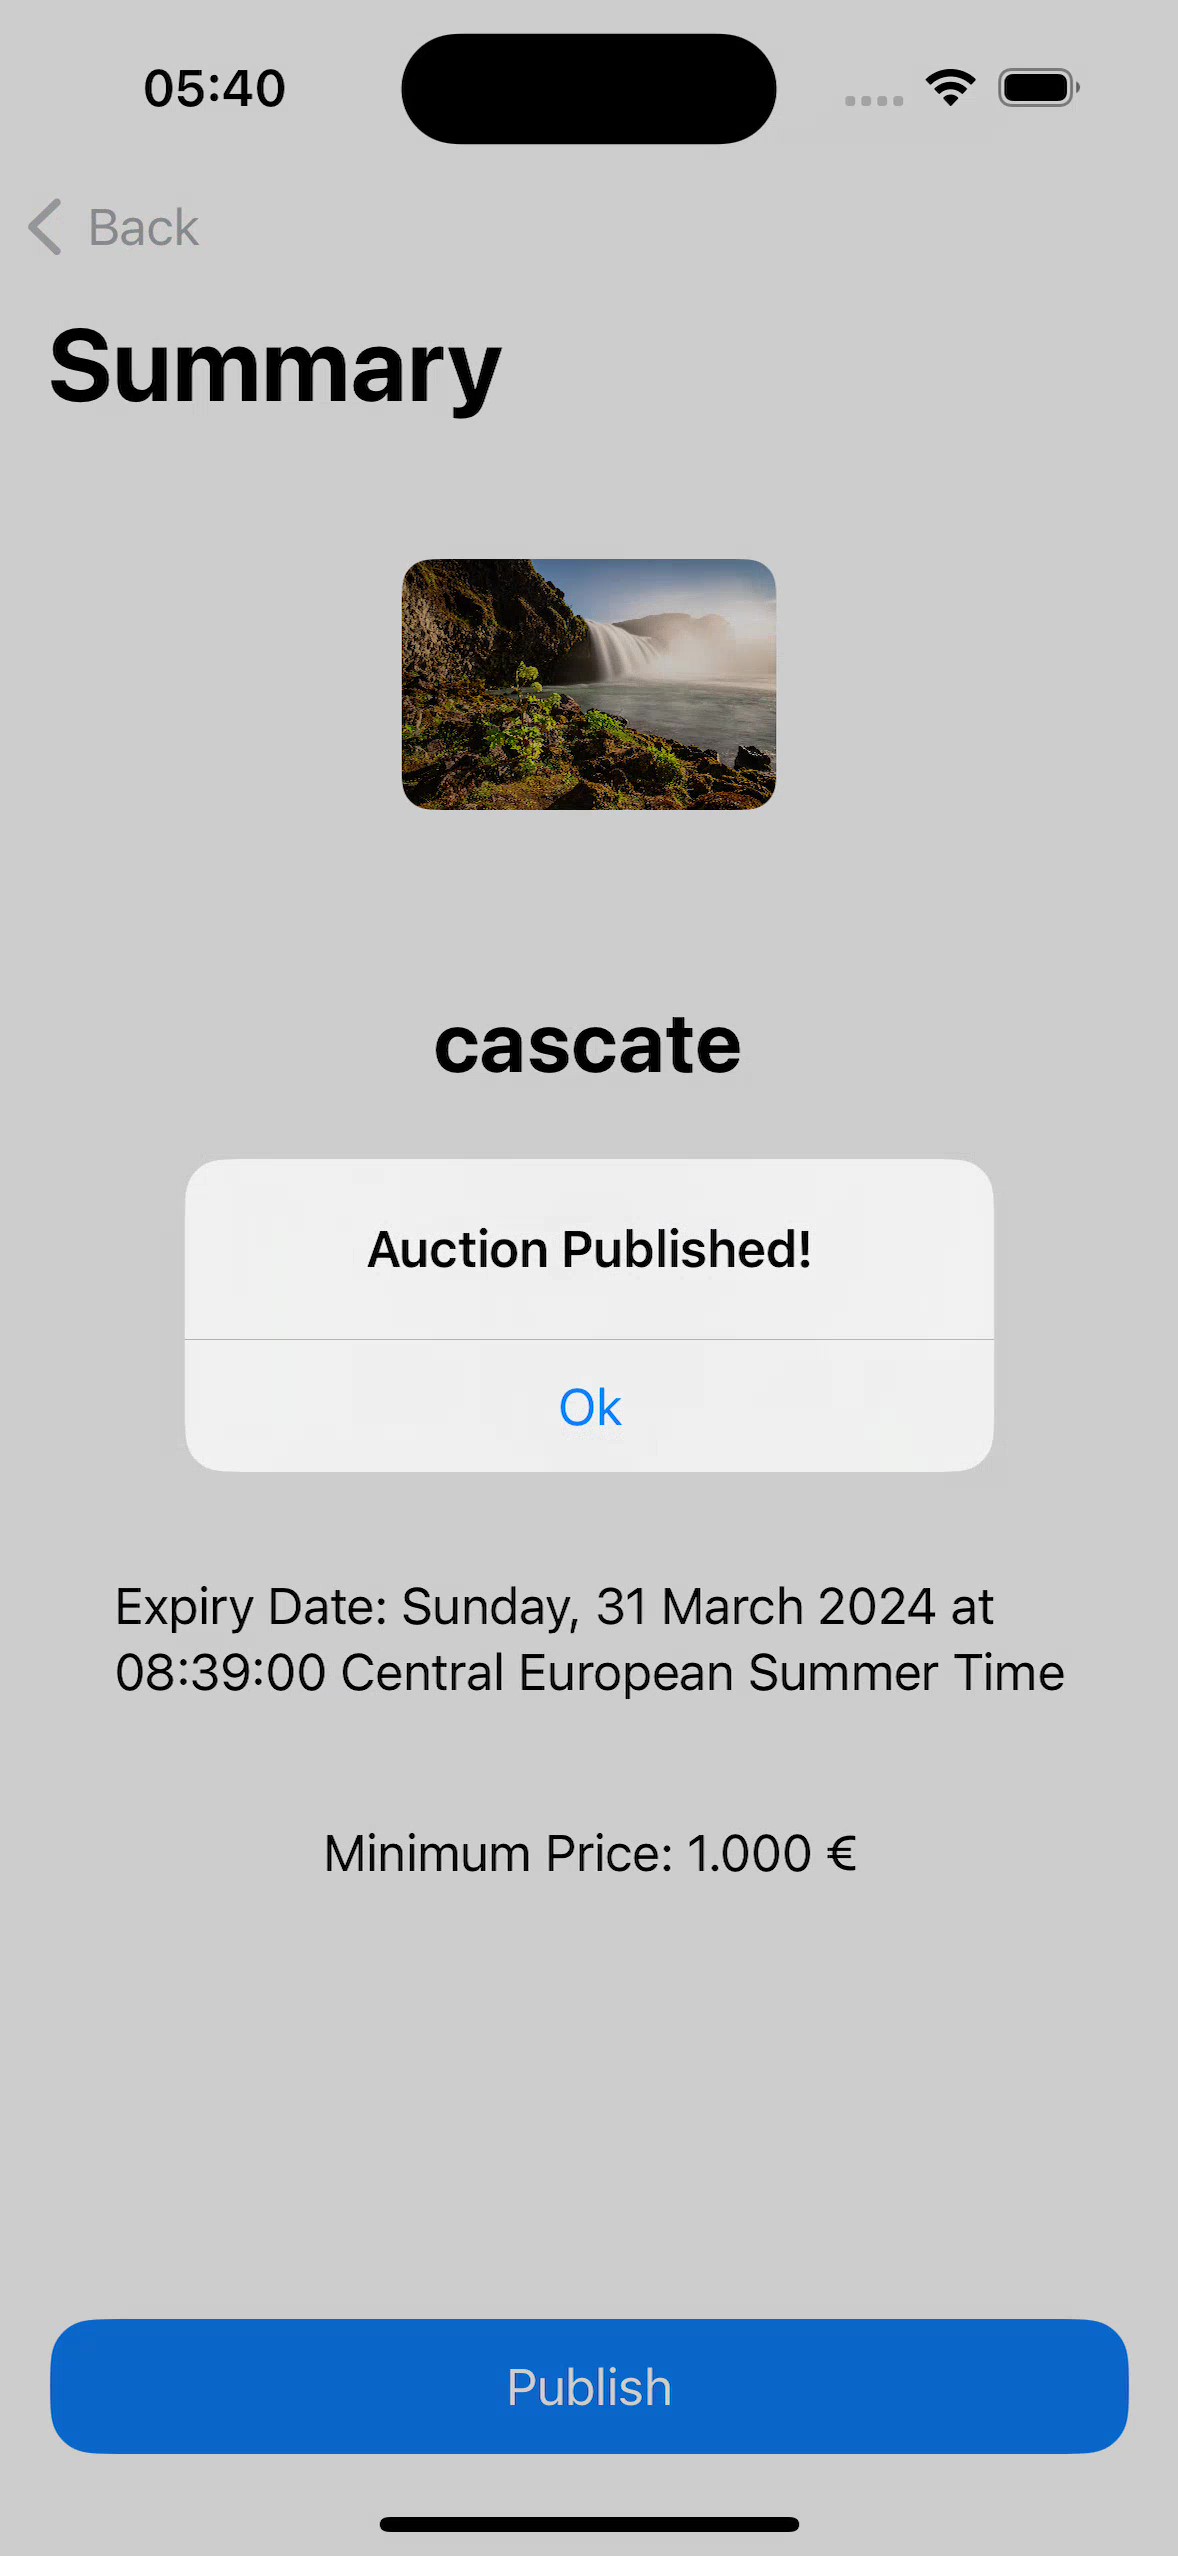 05:40
Back
Summary
cascate
Auction Published!
Ok
Expiry Date: Sunday, 31 March 2024 at
08:39:00 Central European Summer Time
Minimum Price: 1.000 €
Publish